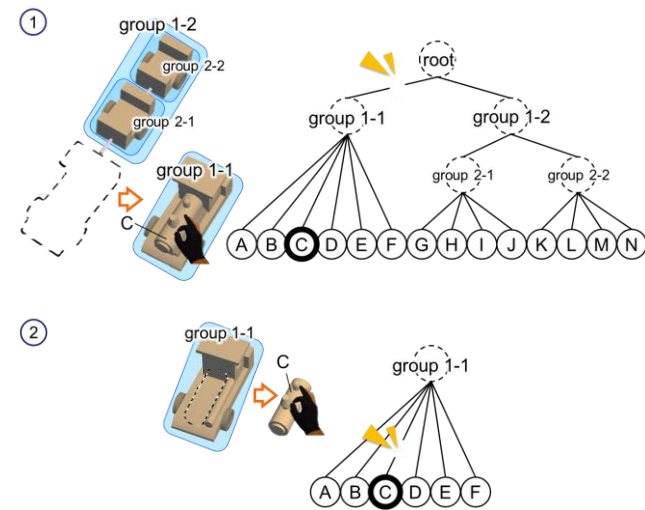 1
group 1-2
group 2-2
group 2-1
group 1-1
C
root
group 1-1
group 1-2
group 2-1
group 2-2
A B C D E F G H I J K L M N
2
group 1-1
C
group 1-1
A B C D E F